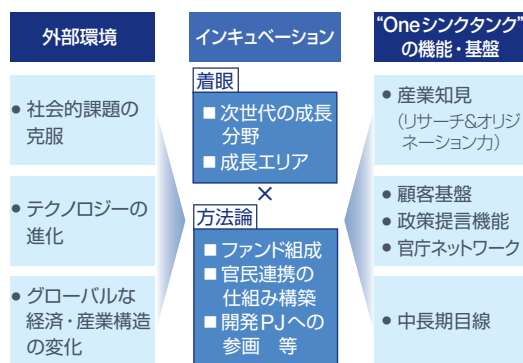 外部環境
• 社会的課題の
克服
• テクノロジーの
進化
• グローバルな
経済・産業構造
の変化
インキュベーション
着眼
■ 次世代の成長
分野
■ 成長エリア
×
方法論
■ ファンド組成
■ 官民連携の
仕組み構築
■ 開発PJへの
参画 等
“Oneシンクタンク”
の機能・基盤
• 産業知見
(リサーチ&オリジ
ネーション力)
• 顧客基盤
• 政策提言機能
• 官庁ネットワーク
• 中長期目線